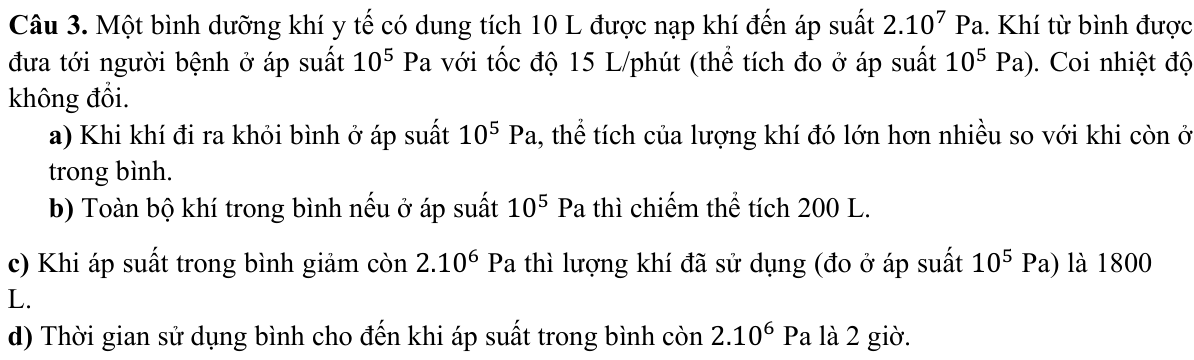 Câu 3. Một bình dưỡng khí y tế có dung tích 10 L được nạp khí đến áp suất 2.10⁷ Pa. Khí từ bình được
đưa tới người bệnh ở áp suất 10⁵ Pa với tốc độ 15 L/phút (thể tích đo ở áp suất 10⁵ Pa). Coi nhiệt độ
không đổi.
a) Khi khí đi ra khỏi bình ở áp suất 10⁵ Pa, thể tích của lượng khí đó lớn hơn nhiều so với khi còn ở
trong bình.
b) Toàn bộ khí trong bình nếu ở áp suất 10⁵ Pa thì chiếm thể tích 200 L.
c) Khi áp suất trong bình giảm còn 2.10⁶ Pa thì lượng khí đã sử dụng (đo ở áp suất 10⁵ Pa) là 1800
L.
d) Thời gian sử dụng bình cho đến khi áp suất trong bình còn 2.10⁶ Pa là 2 giờ.